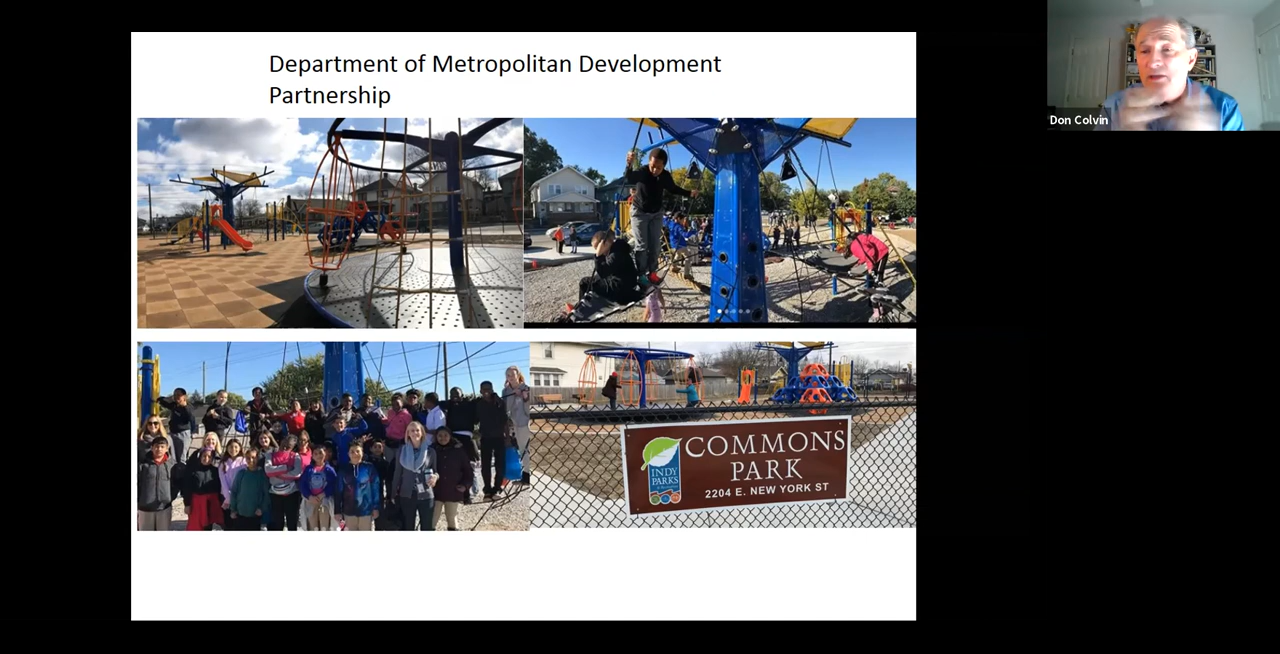 Department of Metropolitan Development
Partnership
Don Colvin
COMMONS
PARK
2204 E. NEW YORK ST
INDY
PARKS